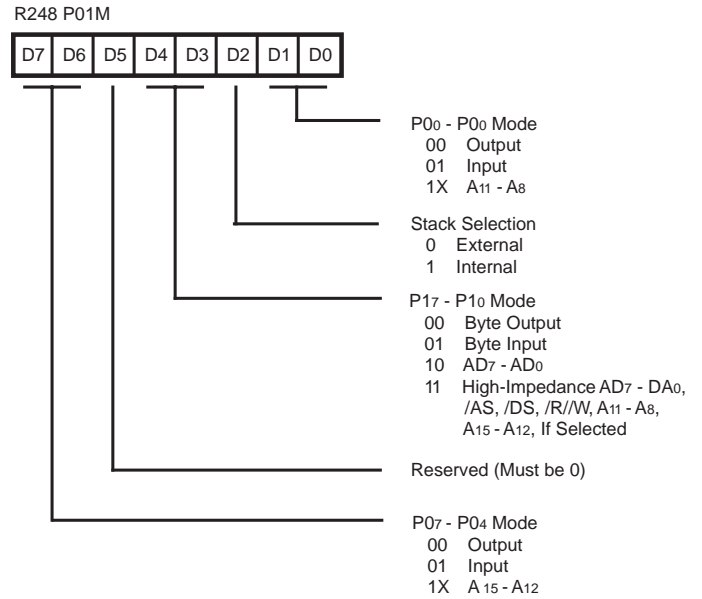 R248 P01M
D7 D6 D5 D4 D3 D2 D1 D0
P00 - P00 Mode
00 Output
01 Input
1X A11 - A8
Stack Selection
0 External
1 Internal
P17 - P10 Mode
00 Byte Output
01 Byte Input
10 AD7 - AD0
11 High-Impedance AD7 - DA0,
/AS, /DS, /R//W, A11 - A8,
A15 - A12, If Selected
Reserved (Must be 0)
P07 - P04 Mode
00 Output
01 Input
1X A 15 - A12